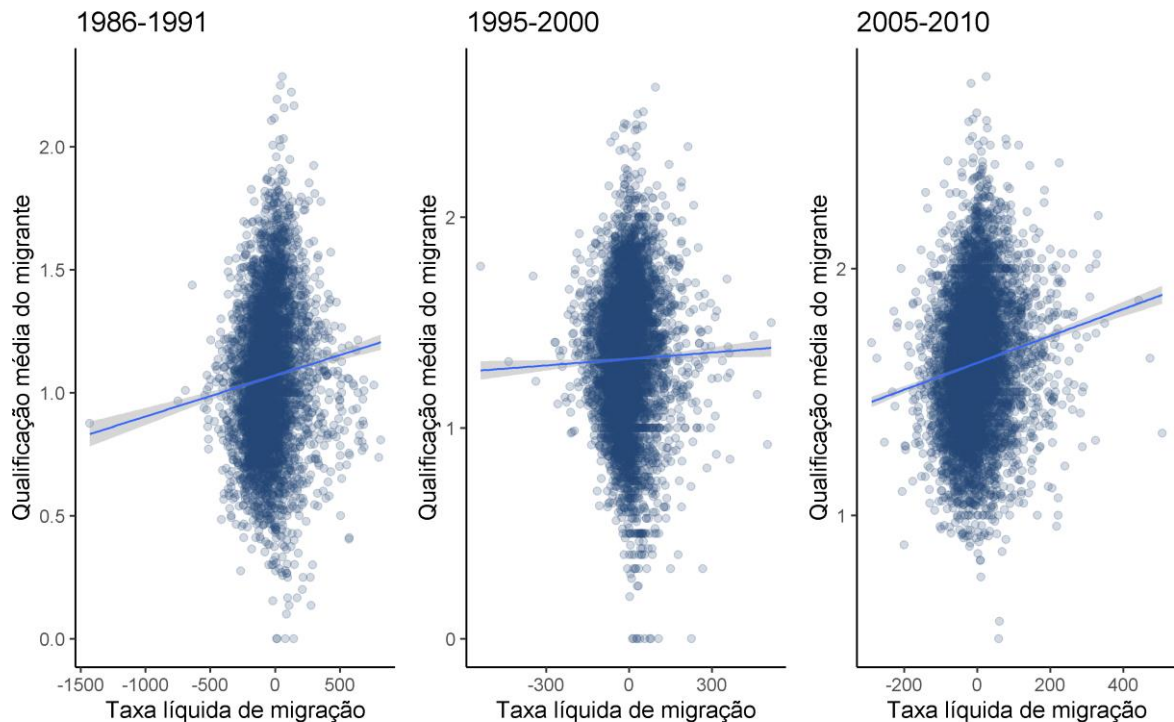 1986-1991
Qualificação média do migrante
2.0
1.5
1.0
0.5
0.0
-1500 -1000 -500 0 500
Taxa líquida de migração
1995-2000
Qualificação média do migrante
2
1
0
-300 0 300
Taxa líquida de migração
2005-2010
Qualificação média do migrante
2
1
-200 0 200 400
Taxa líquida de migração